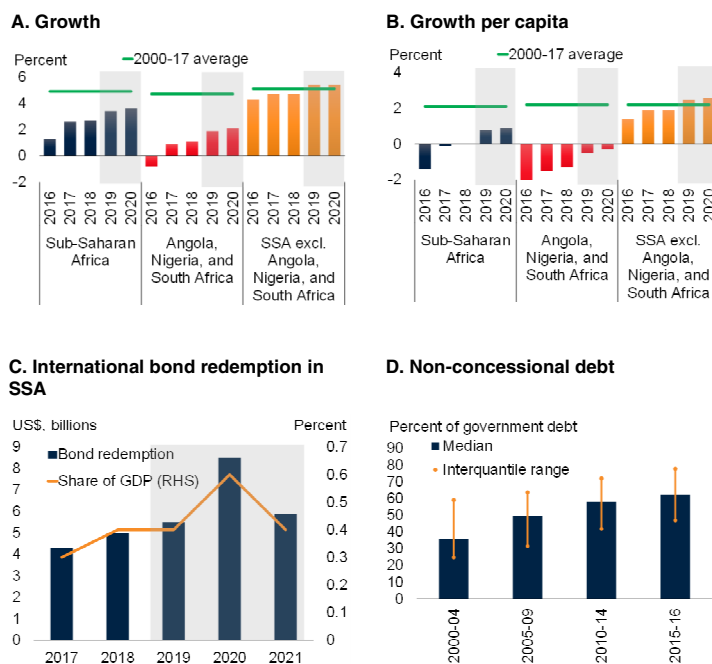 A. Growth
Percent
2000-17 average
6
4
2
0
-2
2016
2017
2018
2019
2020
2016
2017
2018
2019
2020
2016
2017
2018
2019
2020
Sub-Saharan
Africa
Angola,
Nigeria, and
South Africa
SSA excl.
Angola,
Nigeria, and
South Africa
B. Growth per capita
Percent
2000-17 average
4
2
0
-2
2016
2017
2018
2019
2020
2016
2017
2018
2019
2020
2016
2017
2018
2019
2020
Sub-Saharan
Africa
Angola,
Nigeria, and
South Africa
SSA excl.
Angola,
Nigeria, and
South Africa
C. International bond redemption in
SSA
US$, billions
Percent
9
8
7
6
5
4
3
2
1
0
Bond redemption
Share of GDP (RHS)
0.7
0.6
0.5
0.4
0.3
0.2
0.1
0
2017
2018
2019
2020
2021
D. Non-concessional debt
Percent of government debt
90
80
70
60
50
40
30
20
10
0
Median
Interquantile range
2000-04
2005-09
2010-14
2015-16